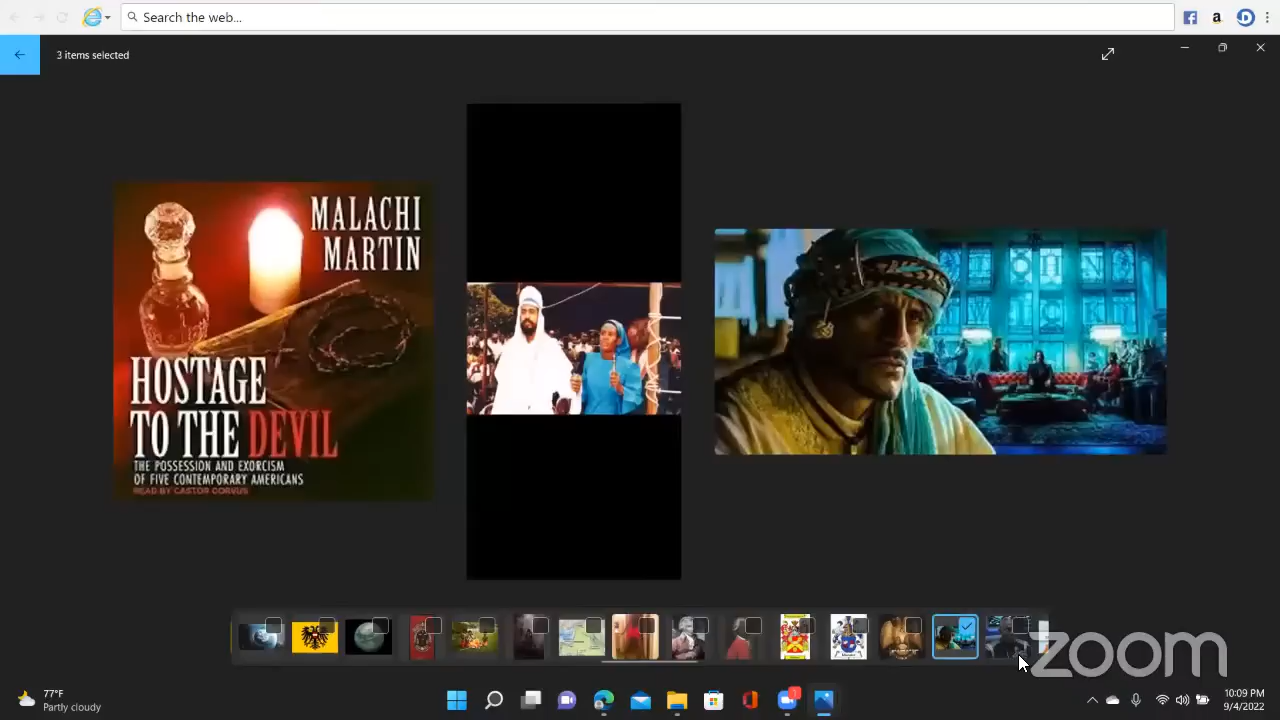 Search the web...
3 items selected
MALACHI
MARTIN
HOSTAGE
TO THE DEVIL
THE POSSESSION AND EXORCISM
OF FIVE CONTEMPORARY AMERICANS
READ BY CASTOR CORVUS
zoom
77°F
Partly cloudy
1
10:09 PM
9/4/2022